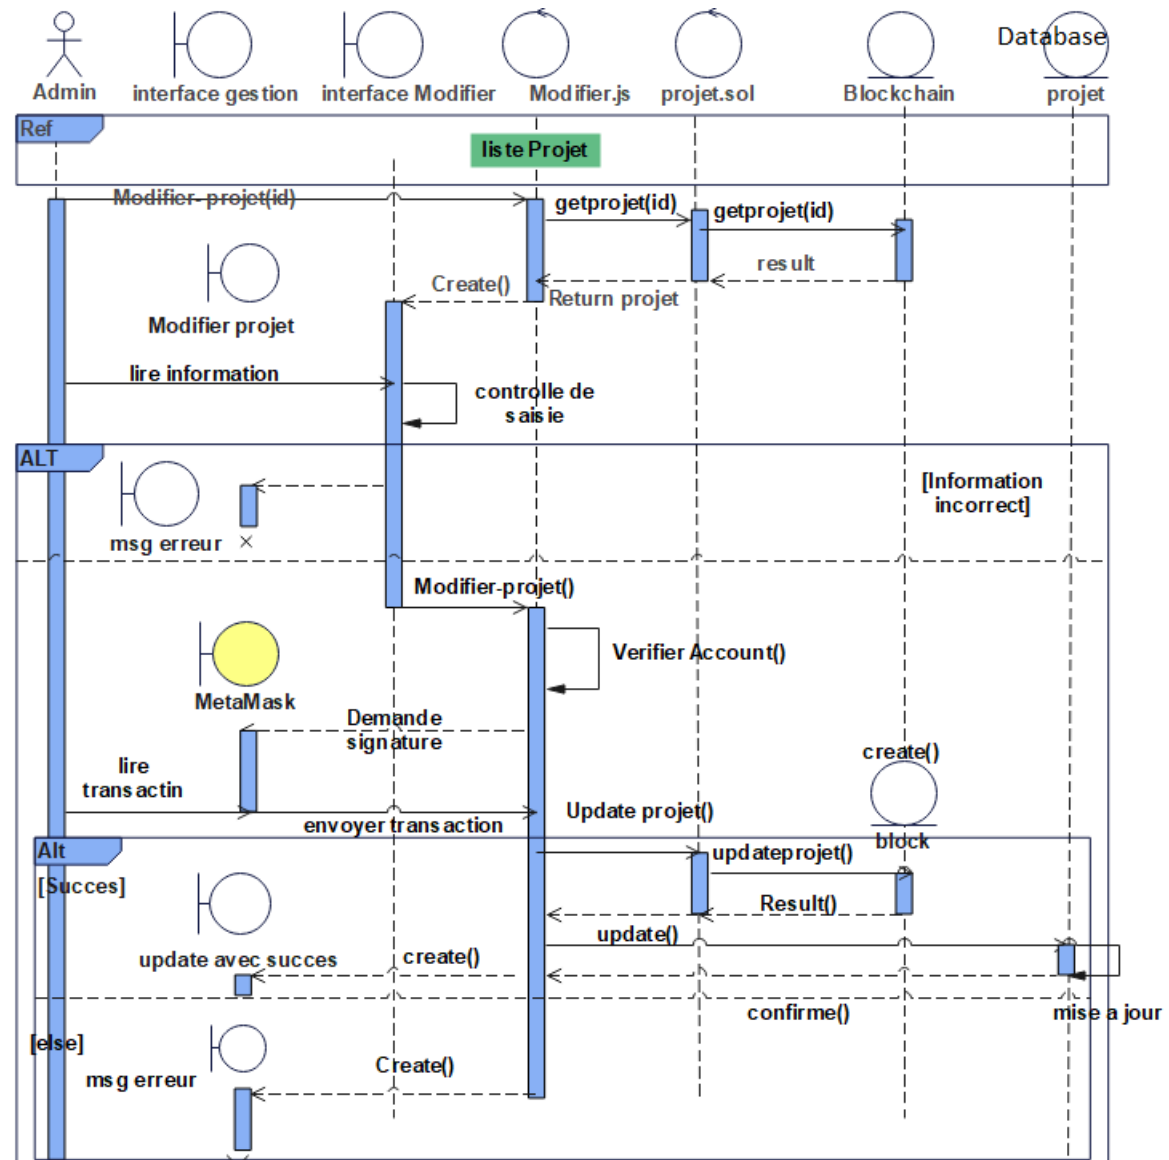 Database
Admin
interface gestion
interface Modifier
Modifier.js
projet.sol
Blockchain
projet
Ref
liste Projet
Modifier- projet(id)
getprojet(id)
getprojet(id)
result
Create()
Return projet
Modifier projet
lire information
controlle de
saisie
ALT
[Information
incorrect]
msg erreur
Modifier-projet()
Verifier Account()
MetaMask
Demande
signature
create()
lire
transactin
Update projet()
envoyer transaction
block
Alt
updateprojet()
[Succes]
Result()
update()
update avec succes
create()
confirme()
mise a jour
[else]
Create()
msg erreur